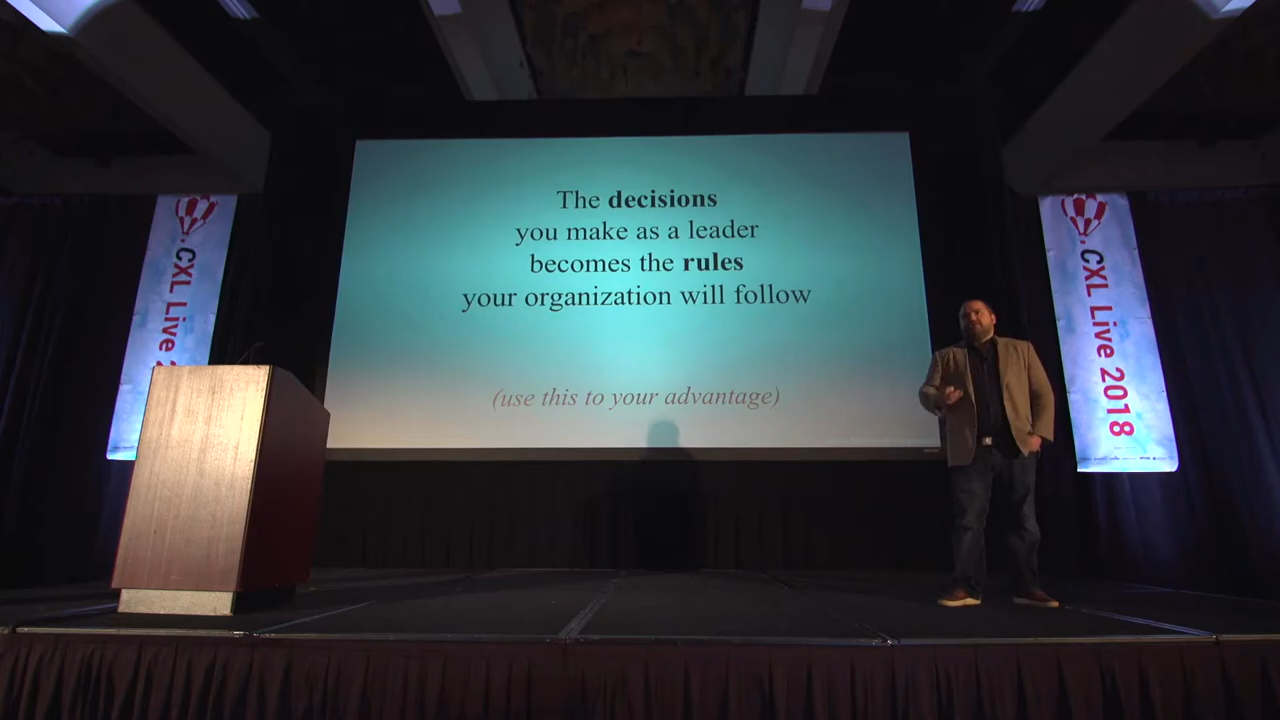 The decisions
you make as a leader
becomes the rules
your organization will follow
(use this to your advantage)
.CXL Live 2
.CXL Live 2018